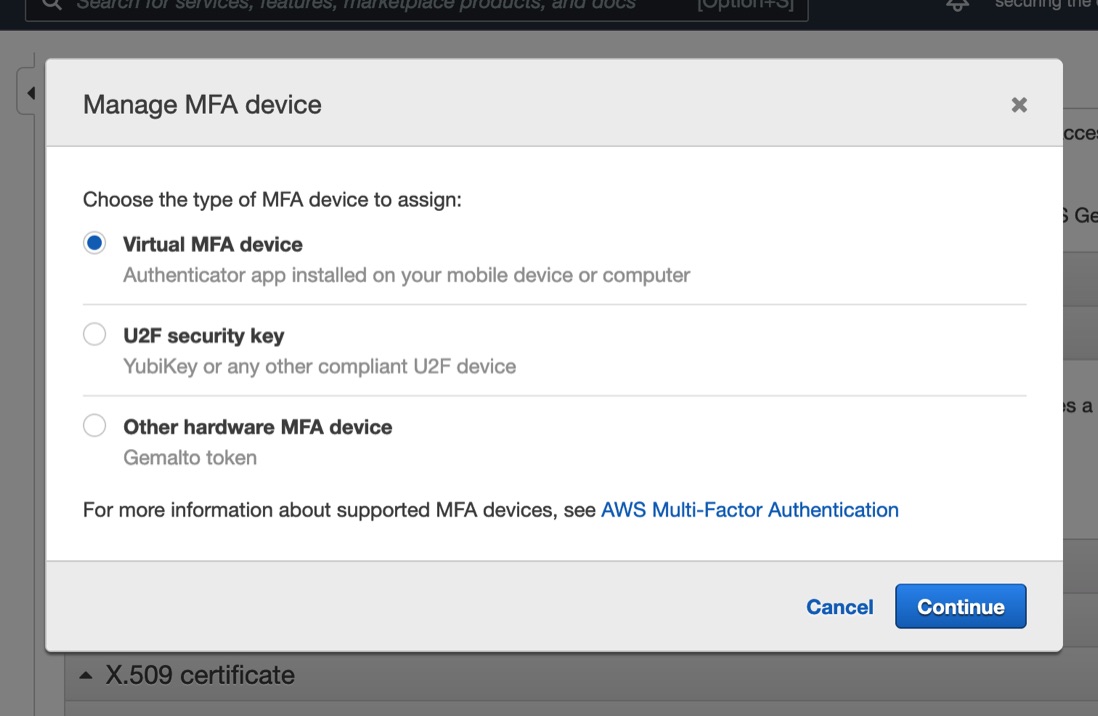 Search for services, features, marketplace products, and docs [Option+S] securing the
Manage MFA device
Choose the type of MFA device to assign:
Virtual MFA device
Authenticator app installed on your mobile device or computer
U2F security key
YubiKey or any other compliant U2F device
Other hardware MFA device
Gemalto token
For more information about supported MFA devices, see AWS Multi-Factor Authentication
Cancel Continue
X.509 certificate